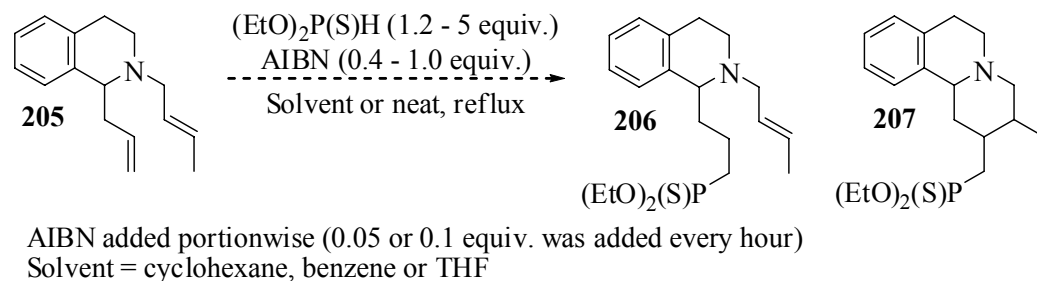 (EtO)₂P(S)H (1.2 - 5 equiv.)
AIBN (0.4 - 1.0 equiv.)
Solvent or neat, reflux
205
N
206
N
(EtO)₂(S)P
207
N
(EtO)₂(S)P
AIBN added portionwise (0.05 or 0.1 equiv. was added every hour)
Solvent = cyclohexane, benzene or THF